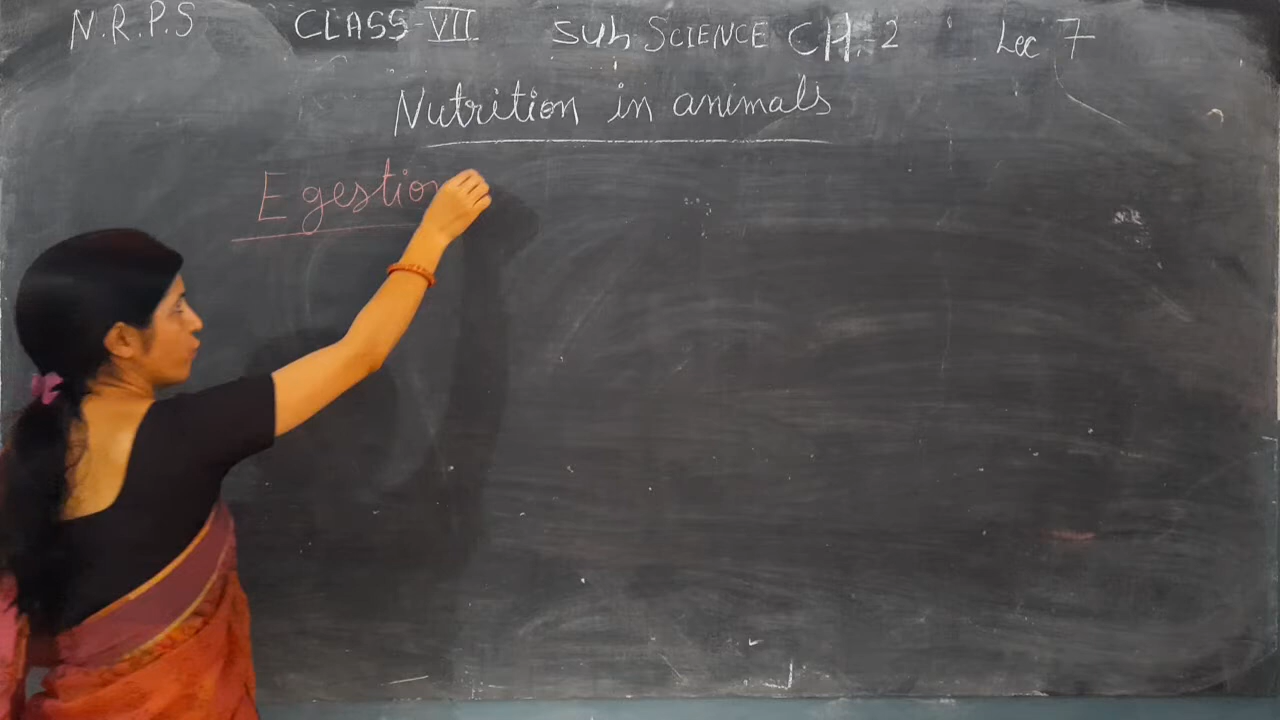 N.R.P.S CLASS-VII Sub SCIENCE CH.-2 Lec 7
Nutrition in animals
Egestion